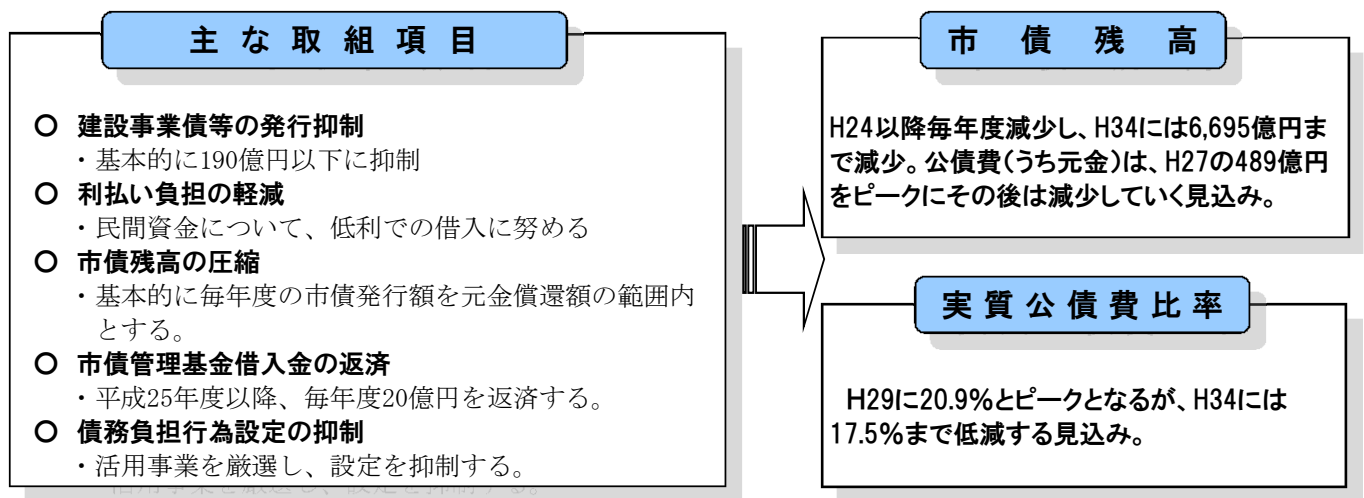 主な取組項目
○ 建設事業債等の発行抑制
・基本的に190億円以下に抑制
○ 利払い負担の軽減
・民間資金について、低利での借入に努める
○ 市債残高の圧縮
・基本的に毎年度の市債発行額を元金償還額の範囲内
とする。
○ 市債管理基金借入金の返済
・平成25年度以降、毎年度20億円を返済する。
○ 債務負担行為設定の抑制
・活用事業を厳選し、設定を抑制する。
市債残高
H24以降毎年度減少し、H34には6,695億円ま
で減少。公債費(うち元金)は、H27の489億円
をピークにその後は減少していく見込み。
実質公債費比率
H29に20.9%とピークとなるが、H34には
17.5%まで低減する見込み。